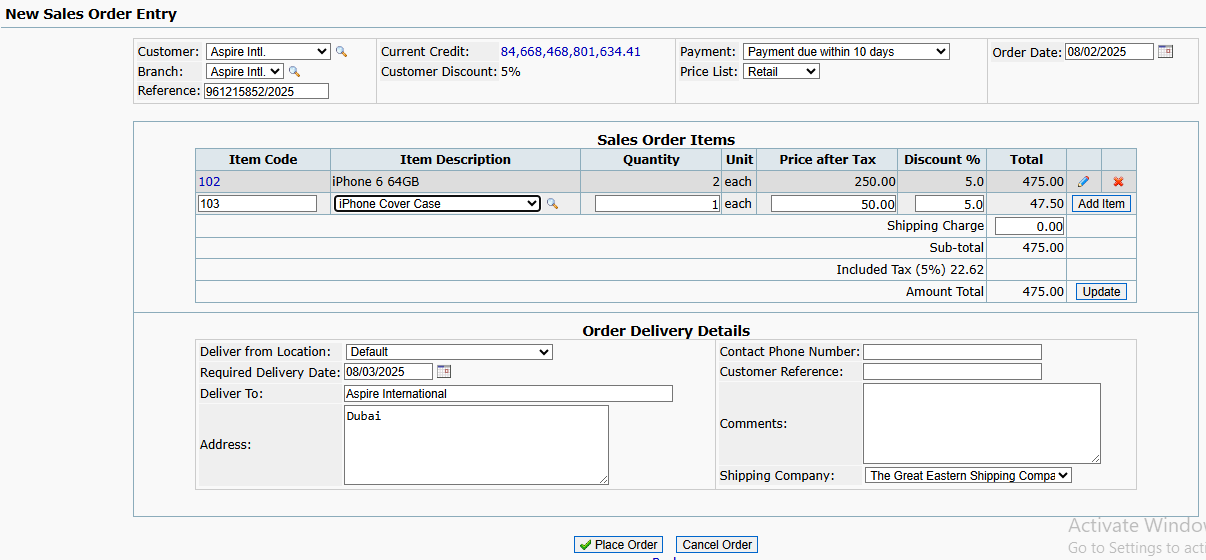 New Sales Order Entry
Customer: Aspire Intl. Current Credit: 84,668,468,801,634.41 Payment: Payment due within 10 days Order Date: 08/02/2025
Branch: Aspire Intl. Customer Discount: 5% Price List: Retail
Reference: 961215852/2025
Sales Order Items
Item Code Item Description Quantity Unit Price after Tax Discount % Total
102 iPhone 6 64GB 2 each 250.00 5.0 475.00
103 iPhone Cover Case 1 each 50.00 5.0 47.50 Add Item
Shipping Charge 0.00
Sub-total 475.00
Included Tax (5%) 22.62
Amount Total 475.00 Update
Order Delivery Details
Deliver from Location: Default Contact Phone Number:
Required Delivery Date: 08/03/2025 Customer Reference:
Deliver To: Aspire International
Address: Dubai
Comments:
Shipping Company: The Great Eastern Shipping Compa
Activate Windo
Go to Settings to acti
Place Order Cancel Order